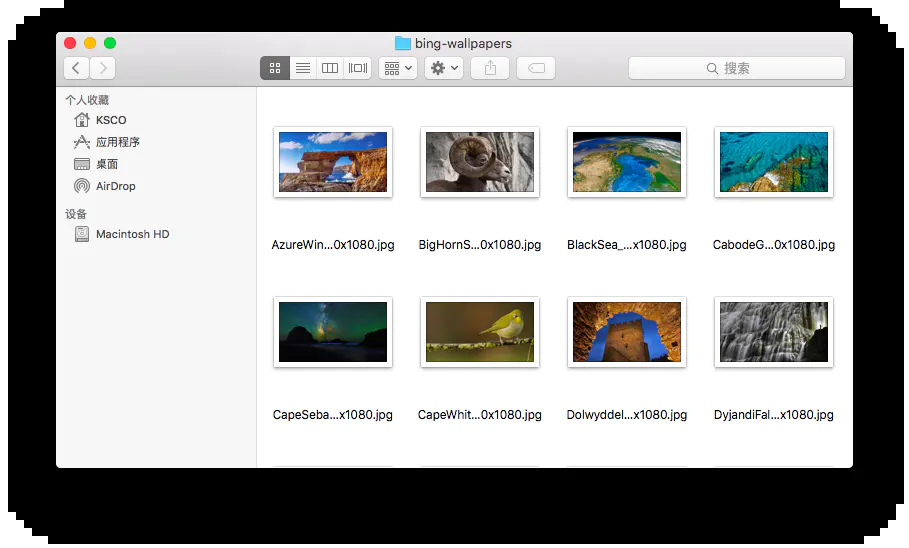 bing-wallpapers
搜索
个人收藏
KSCO
应用程序
桌面
AirDrop
设备
Macintosh HD
AzureWin...0x1080.jpg
BigHornS...0x1080.jpg
BlackSea_...x1080.jpg
CabodeG...0x1080.jpg
CapeSeba...x1080.jpg
CapeWhit...0x1080.jpg
Dolwyddel...x1080.jpg
DyjandiFal...x1080.jpg